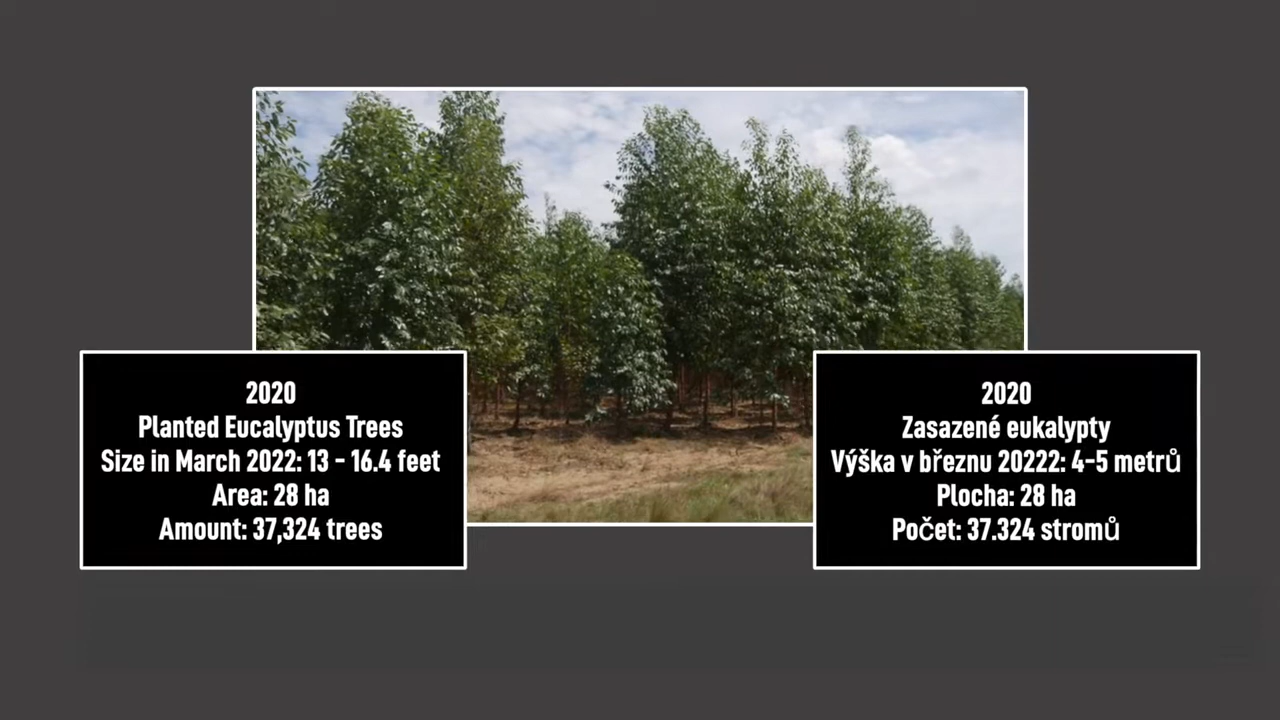 2020
Planted Eucalyptus Trees
Size in March 2022: 13 - 16.4 feet
Area: 28 ha
Amount: 37,324 trees
2020
Zasazené eukalypty
Výška v březnu 20222: 4-5 metrů
Plocha: 28 ha
Počet: 37.324 stromů